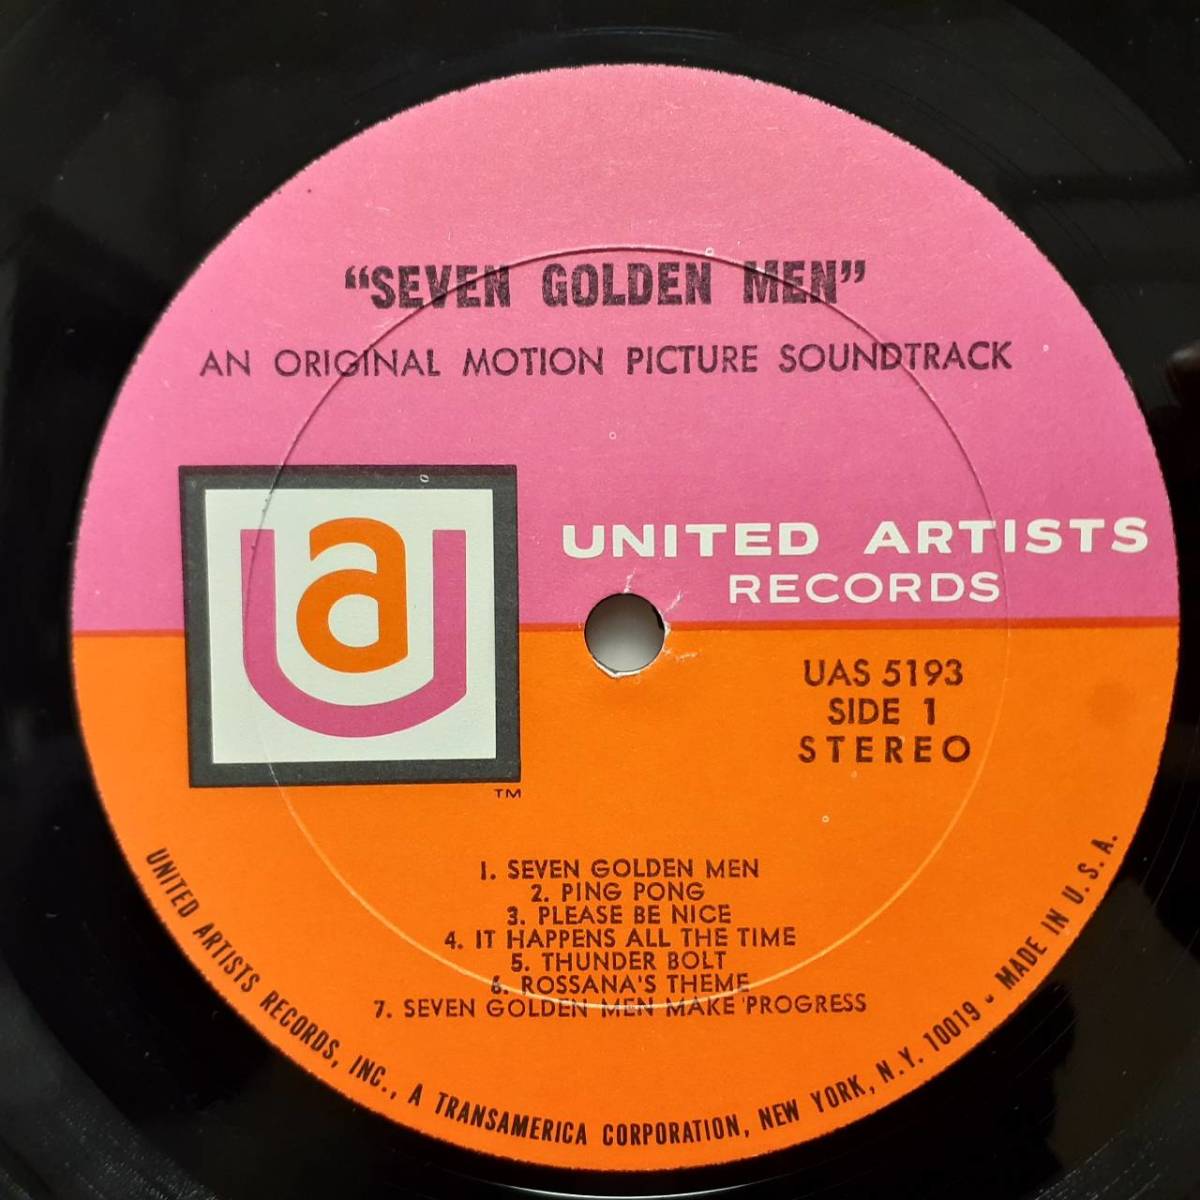 “SEVEN GOLDEN MEN”
AN ORIGINAL MOTION PICTURE SOUNDTRACK
ua
UNITED ARTISTS
RECORDS
TM
UAS 5193
SIDE 1
STEREO
1. SEVEN GOLDEN MEN
2. PING PONG
3. PLEASE BE NICE
4. IT HAPPENS ALL THE TIME
5. THUNDER BOLT
6. ROSSANA'S THEME
7. SEVEN GOLDEN MEN MAKE PROGRESS
UNITED ARTISTS RECORDS, INC., A TRANSAMERICA CORPORATION, NEW YORK, N.Y. 10019 - MADE IN U.S.A.